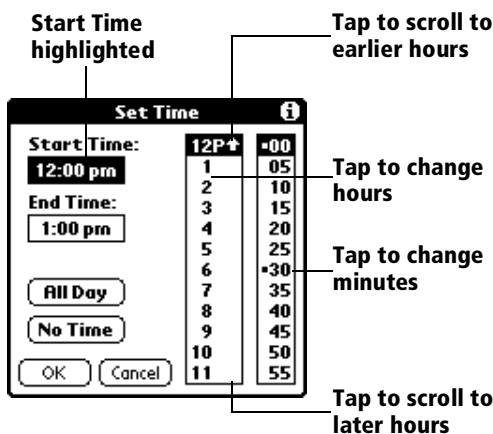 Start Time
highlighted
Tap to scroll to
earlier hours
Set Time
Start Time:
12:00 pm
End Time:
1:00 pm
All Day
No Time
OK Cancel
12P
1
2
3
4
5
6
7
8
9
10
11
00
05
10
15
20
25
30
35
40
45
50
55
Tap to change
hours
Tap to change
minutes
Tap to scroll to
later hours